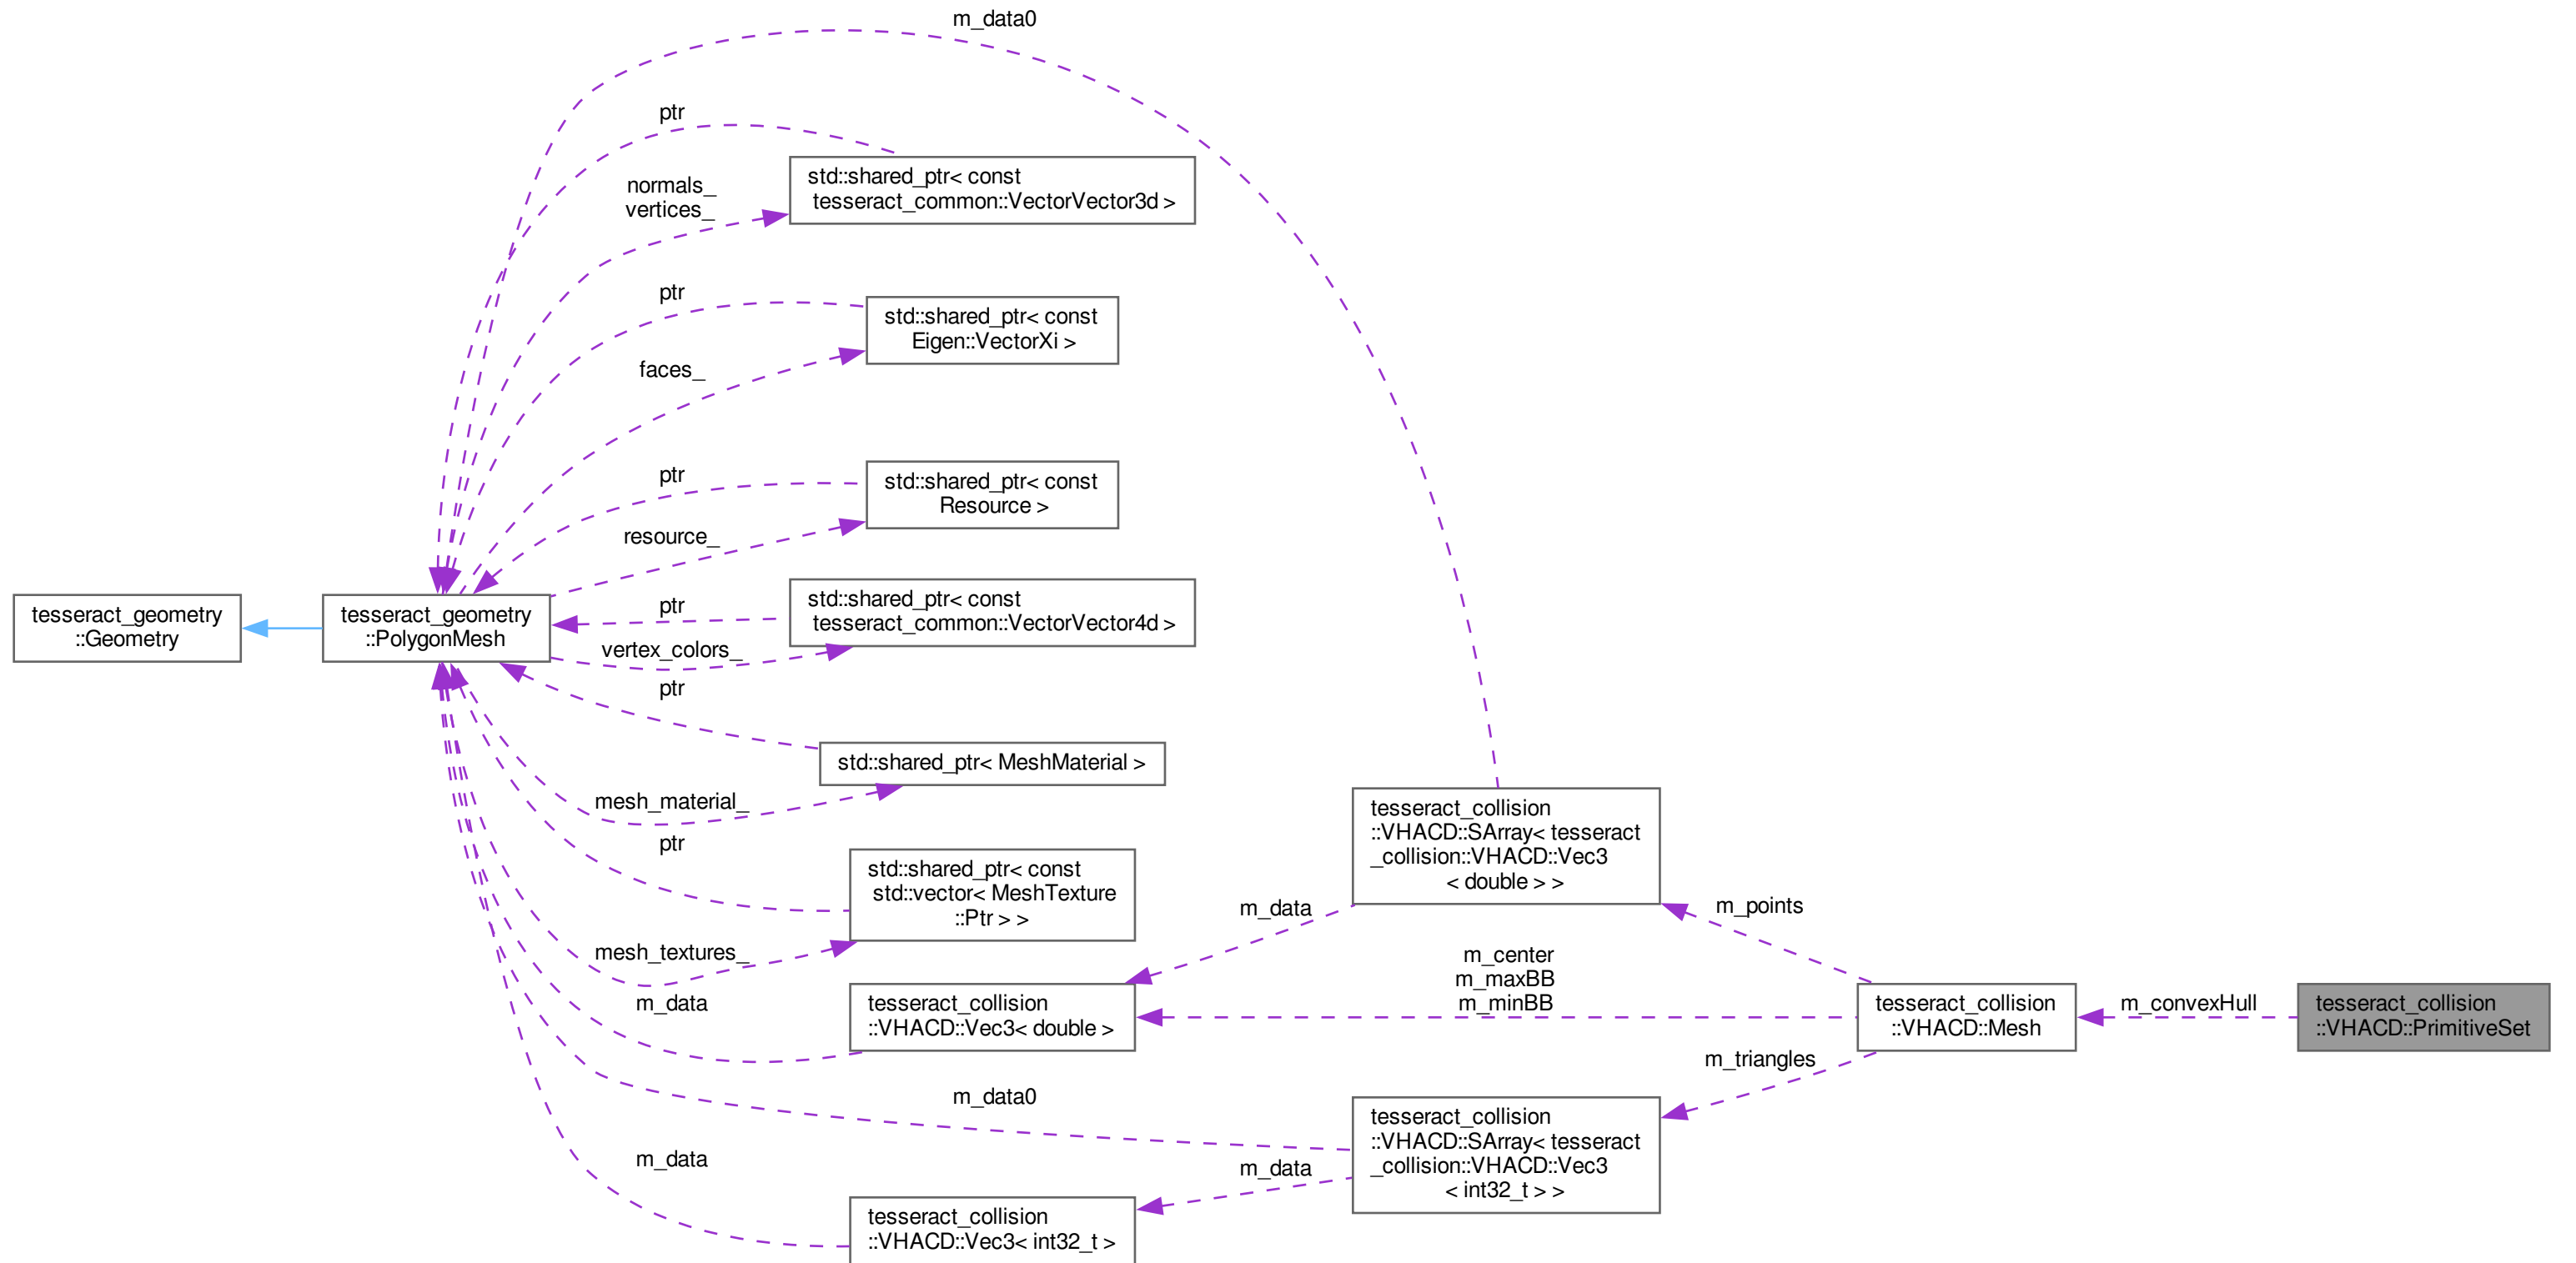 m_data0
ptr
std::shared_ptr< const
tesseract_common::VectorVector3d >
normals_
vertices_
ptr
std::shared_ptr< const
Eigen::VectorXi >
faces_
ptr
std::shared_ptr< const
Resource >
resource_
tesseract_geometry
::Geometry
tesseract_geometry
::PolygonMesh
ptr
std::shared_ptr< const
tesseract_common::VectorVector4d >
vertex_colors_
ptr
std::shared_ptr< MeshMaterial >
mesh_material_
ptr
std::shared_ptr< const
std::vector< MeshTexture
::Ptr > >
mesh_textures_
m_data
tesseract_collision
::VHACD::Vec3< double >
m_data0
m_data
tesseract_collision
::VHACD::Vec3< int32_t >
tesseract_collision
::VHACD::SArray< tesseract
_collision::VHACD::Vec3
< double > >
m_data
m_center
m_maxBB
m_minBB
m_points
tesseract_collision
::VHACD::Mesh
m_convexHull
tesseract_collision
::VHACD::PrimitiveSet
m_triangles
tesseract_collision
::VHACD::SArray< tesseract
_collision::VHACD::Vec3
< int32_t > >
m_data